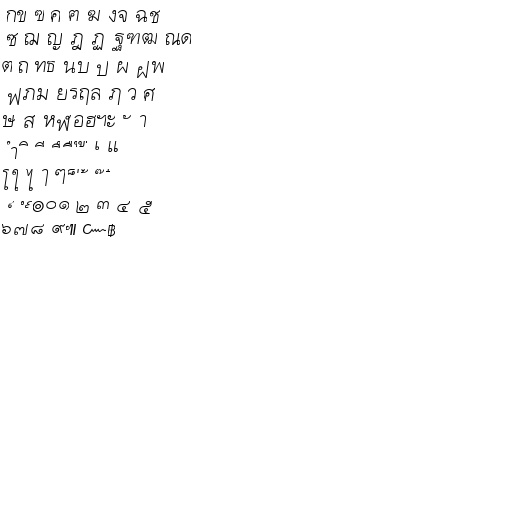 กข ฃ ค ฅ ฆ งจ ฉช
ซ ฌ ญ ฎ ฏ ฐฑฒ ณด
ต ถ ทธ นบ ป ผ ฝพ
ฟภม ยรฤล ฦ ว ศ
ษ ส หฬอฮฯะ ั า
ำ ิ ี ึ ื ุ ู เ แ
โใ ไ ๅ ๆ ็ ่ ้ ๊ ๋
์ ํ ๎๏๐๑ ๒ ๓ ๔ ๕
๖๗๘ ๙๚ ๛฿